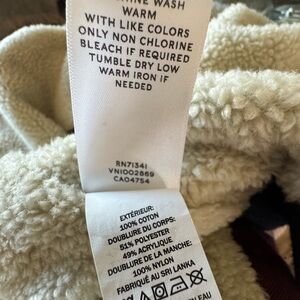 WASH
WARM
WITH LIKE COLORS
ONLY NON CHLORINE
BLEACH IF REQUIRED
TUMBLE DRY LOW
WARM IRON IF
NEEDED
RN71341
VN1002869
CA04754
EXTÉRIEUR:
100% COTON
DOUBLURE DU CORPS:
51% POLYESTER
49% ACRYLIQUE
DOUBLURE DE LA MANCHE:
100% NYLON
FABRIQUÉ AU SRI LANKA